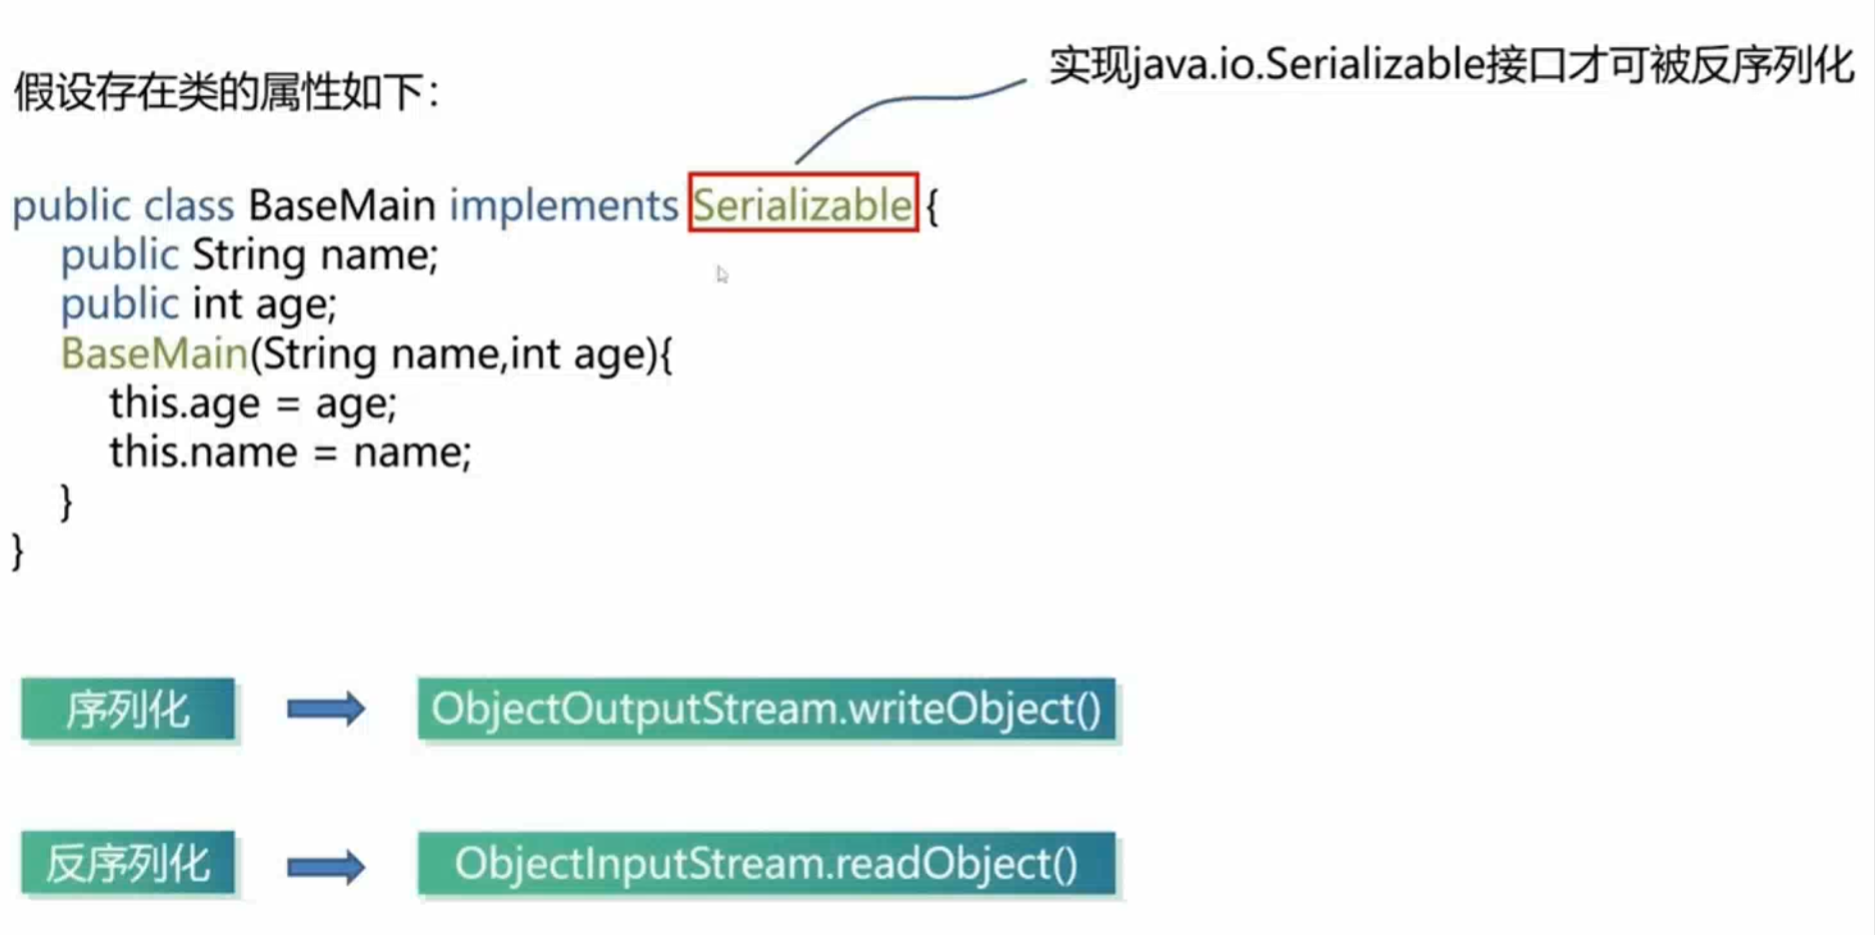 实现java.io.Serializable接口才可被反序列化
假设存在类的属性如下：
public class BaseMain implements Serializable {
public String name;
public int age;
BaseMain(String name,int age){
this.age = age;
this.name = name;
}
}
序列化
ObjectOutputStream.writeObject()
反序列化
ObjectInputStream.readObject()